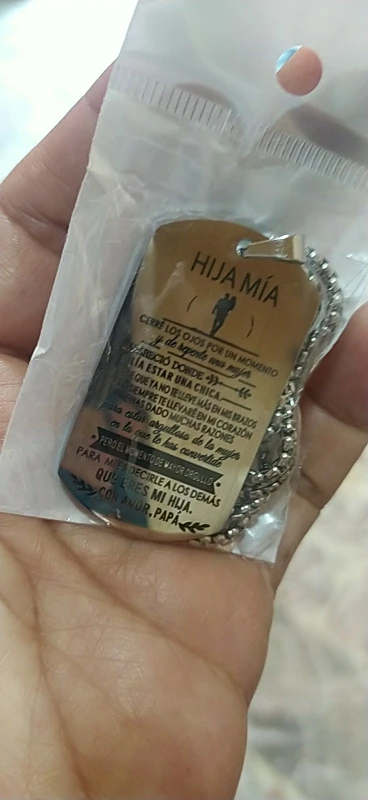 HIJA MÍA
CERRÉ LOS OJOS POR UN MOMENTO
y de repente una mujer
DONDE
ESTAR UNA CHICA.
QUE YA NO TE LLEVE MÁS EN MIS BRAZOS
SIEMPRE TE LLEVARÉ EN MI CORAZÓN
DADO MUCHAS RAZONES
para estar orgulloso de la mujer
en la que te has convertido
PERO EL MOMENTO DE MAYOR ORGULLO
PARA MÍ ES DECIRLE A LOS DEMÁS
QUE ERES MI HIJA.
CON AMOR, PAPÁ